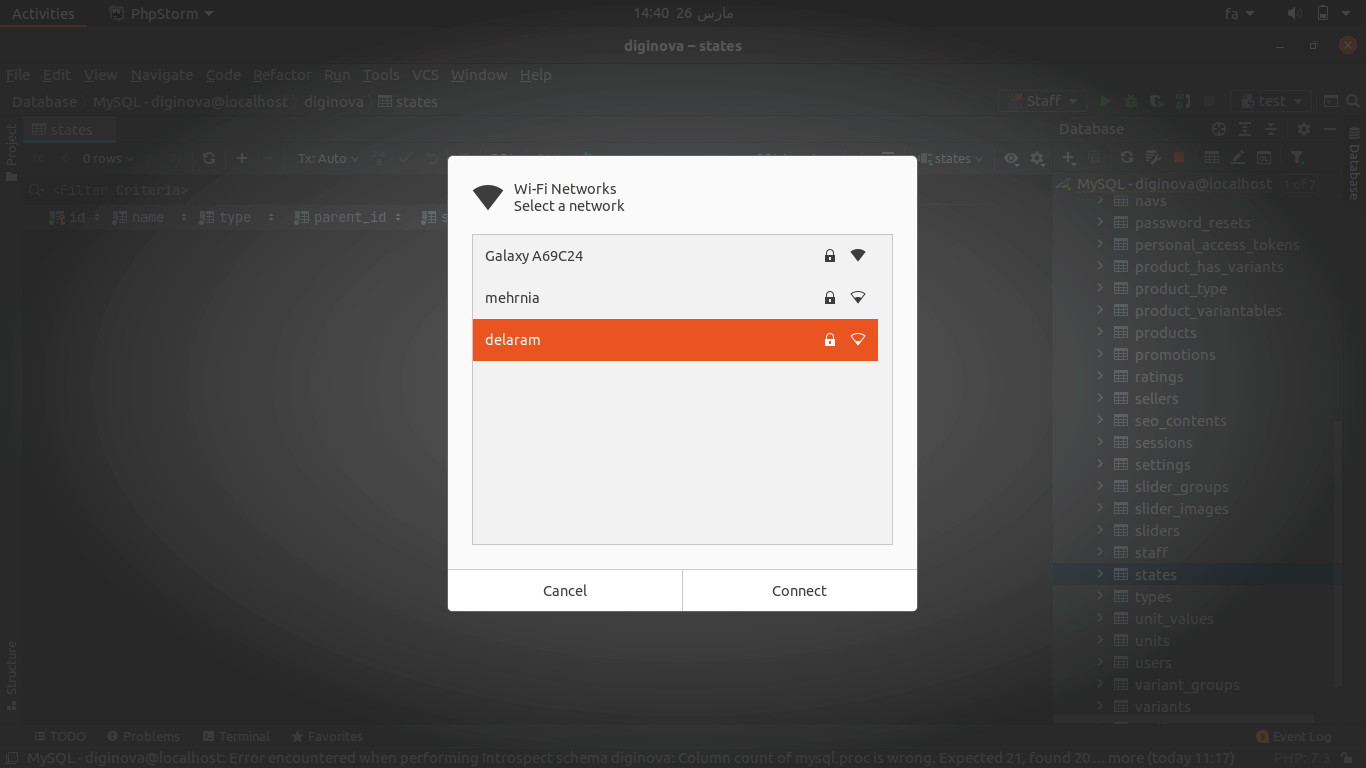 Activities PhpStorm 14:40 26 مارس fa
diginova – states
File Edit View Navigate Code Refactor Run Tools VCS Window Help
Database MySQL - diginova@localhost diginova states Staff test
states Database
0 rows Tx: Auto states
MySQL - diginova@localhost 1 of 7
<Filter Criteria>
id name type parent_id
Project
Structure
Database
Wi-Fi Networks
Select a network
Galaxy A69C24
mehrnia
delaram
Cancel Connect
navs
password_resets
personal_access_tokens
product_has_variants
product_type
product_variantables
products
promotions
ratings
sellers
seo_contents
sessions
settings
slider_groups
slider_images
sliders
staff
states
types
unit_values
units
users
variant_groups
variants
TODO Problems Terminal Favorites 2 Event Log
MySQL - diginova@localhost: Error encountered when performing Introspect schema diginova: Column count of mysql.proc is wrong. Expected 21, found 20 ... more (today 11:17) PHP: 7.3